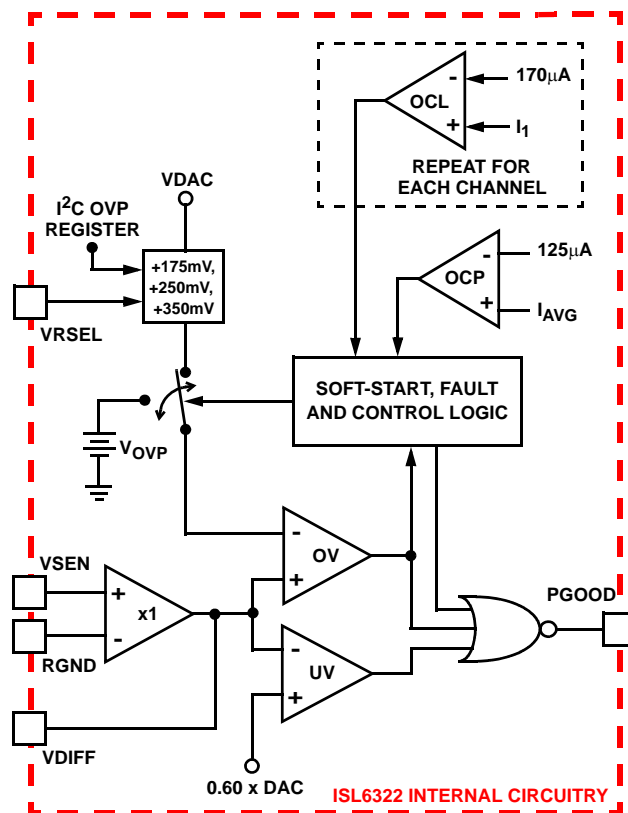 OCL
-
170μA
+
I1
REPEAT FOR
EACH CHANNEL
VDAC
I2C OVP
REGISTER
+175mV,
+250mV,
+350mV
VRSEL
OCP
-
125μA
+
IAVG
SOFT-START, FAULT
AND CONTROL LOGIC
VOVP
-
OV
+
VSEN
+
x1
-
RGND
-
UV
+
PGOOD
VDIFF
0.60 x DAC
ISL6322 INTERNAL CIRCUITRY